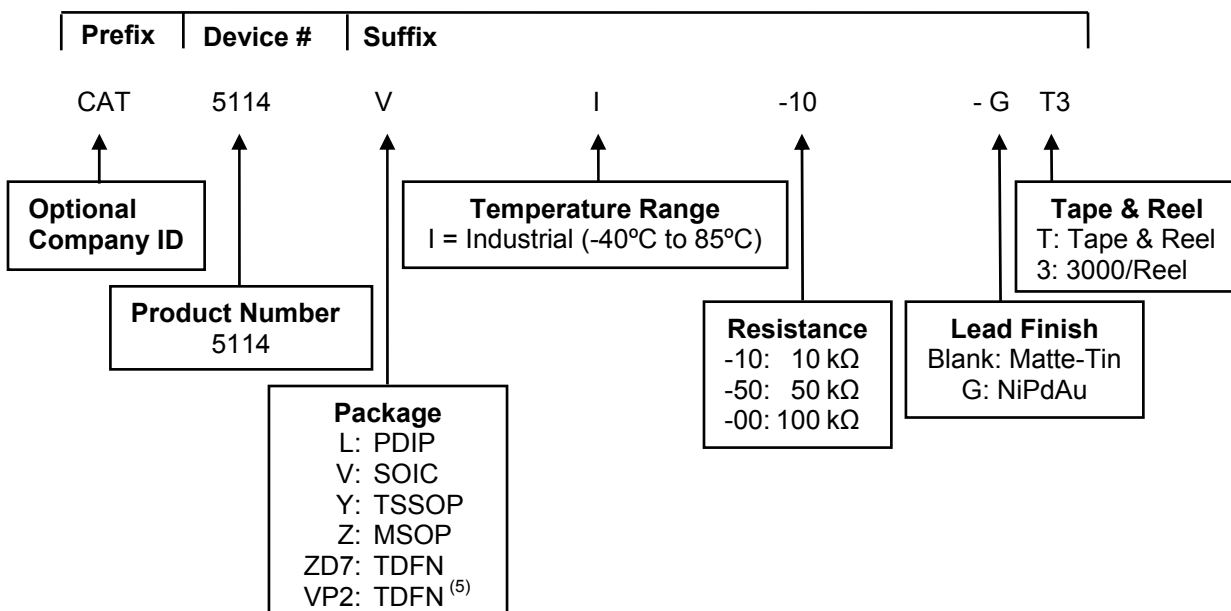 Prefix Device # Suffix
CAT 5114 V I -10 - G T3
Optional
Company ID
Product Number
5114
Package
L: PDIP
V: SOIC
Y: TSSOP
Z: MSOP
ZD7: TDFN
VP2: TDFN (5)
Temperature Range
I = Industrial (-40ºC to 85ºC)
Resistance
-10: 10 kΩ
-50: 50 kΩ
-00: 100 kΩ
Lead Finish
Blank: Matte-Tin
G: NiPdAu
Tape & Reel
T: Tape & Reel
3: 3000/Reel